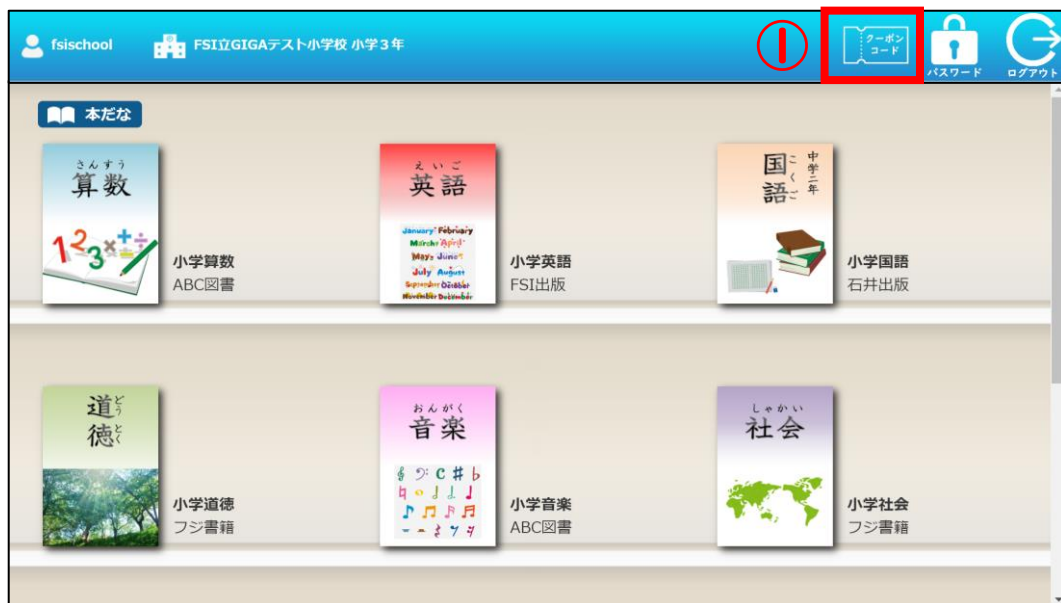 fsischool
FSI立GIGAテスト小学校 小学3年
①
クーポン
コード
パスワード
ログアウト
本だな
さんすう
算数
123×+-÷
小学算数
ABC図書
えいご
英語
January February
March April
May June
July August
September October
November December
小学英語
FSI出版
中学二年
国語
こくご
小学国語
石井出版
道徳
どうとく
小学道徳
フジ書籍
おんがく
音楽
小学音楽
ABC図書
しゃかい
社会
小学社会
フジ書籍